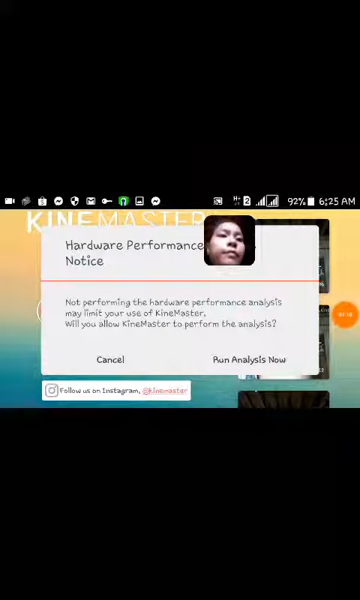 H+
2
92%
6:25 AM
KINEMASTER
Hardware Performance
Notice
Not performing the hardware performance analysis
may limit your use of KineMaster.
Will you allow KineMaster to perform the analysis?
Cancel
Run Analysis Now
Follow us on Instagram, @kinemaster